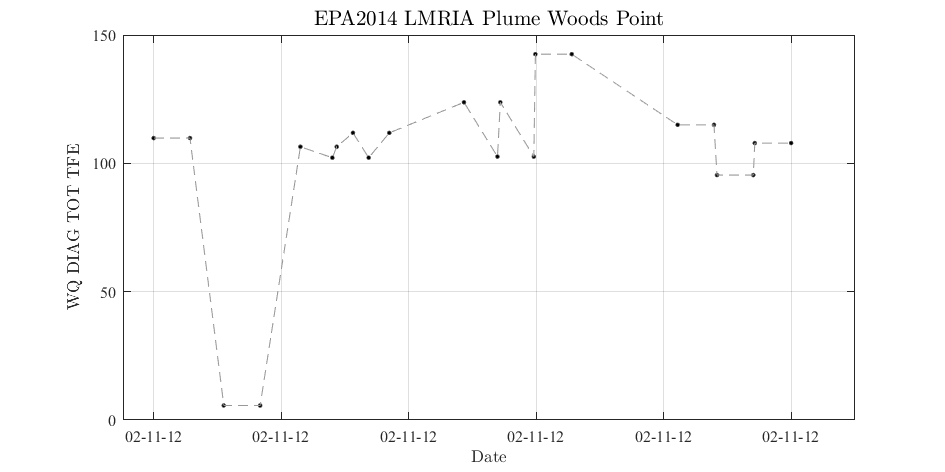 EPA2014 LMRIA Plume Woods Point
150
100
50
0
WQ DIAG TOT TFE
02-11-12 02-11-12 02-11-12 02-11-12 02-11-12 02-11-12
Date